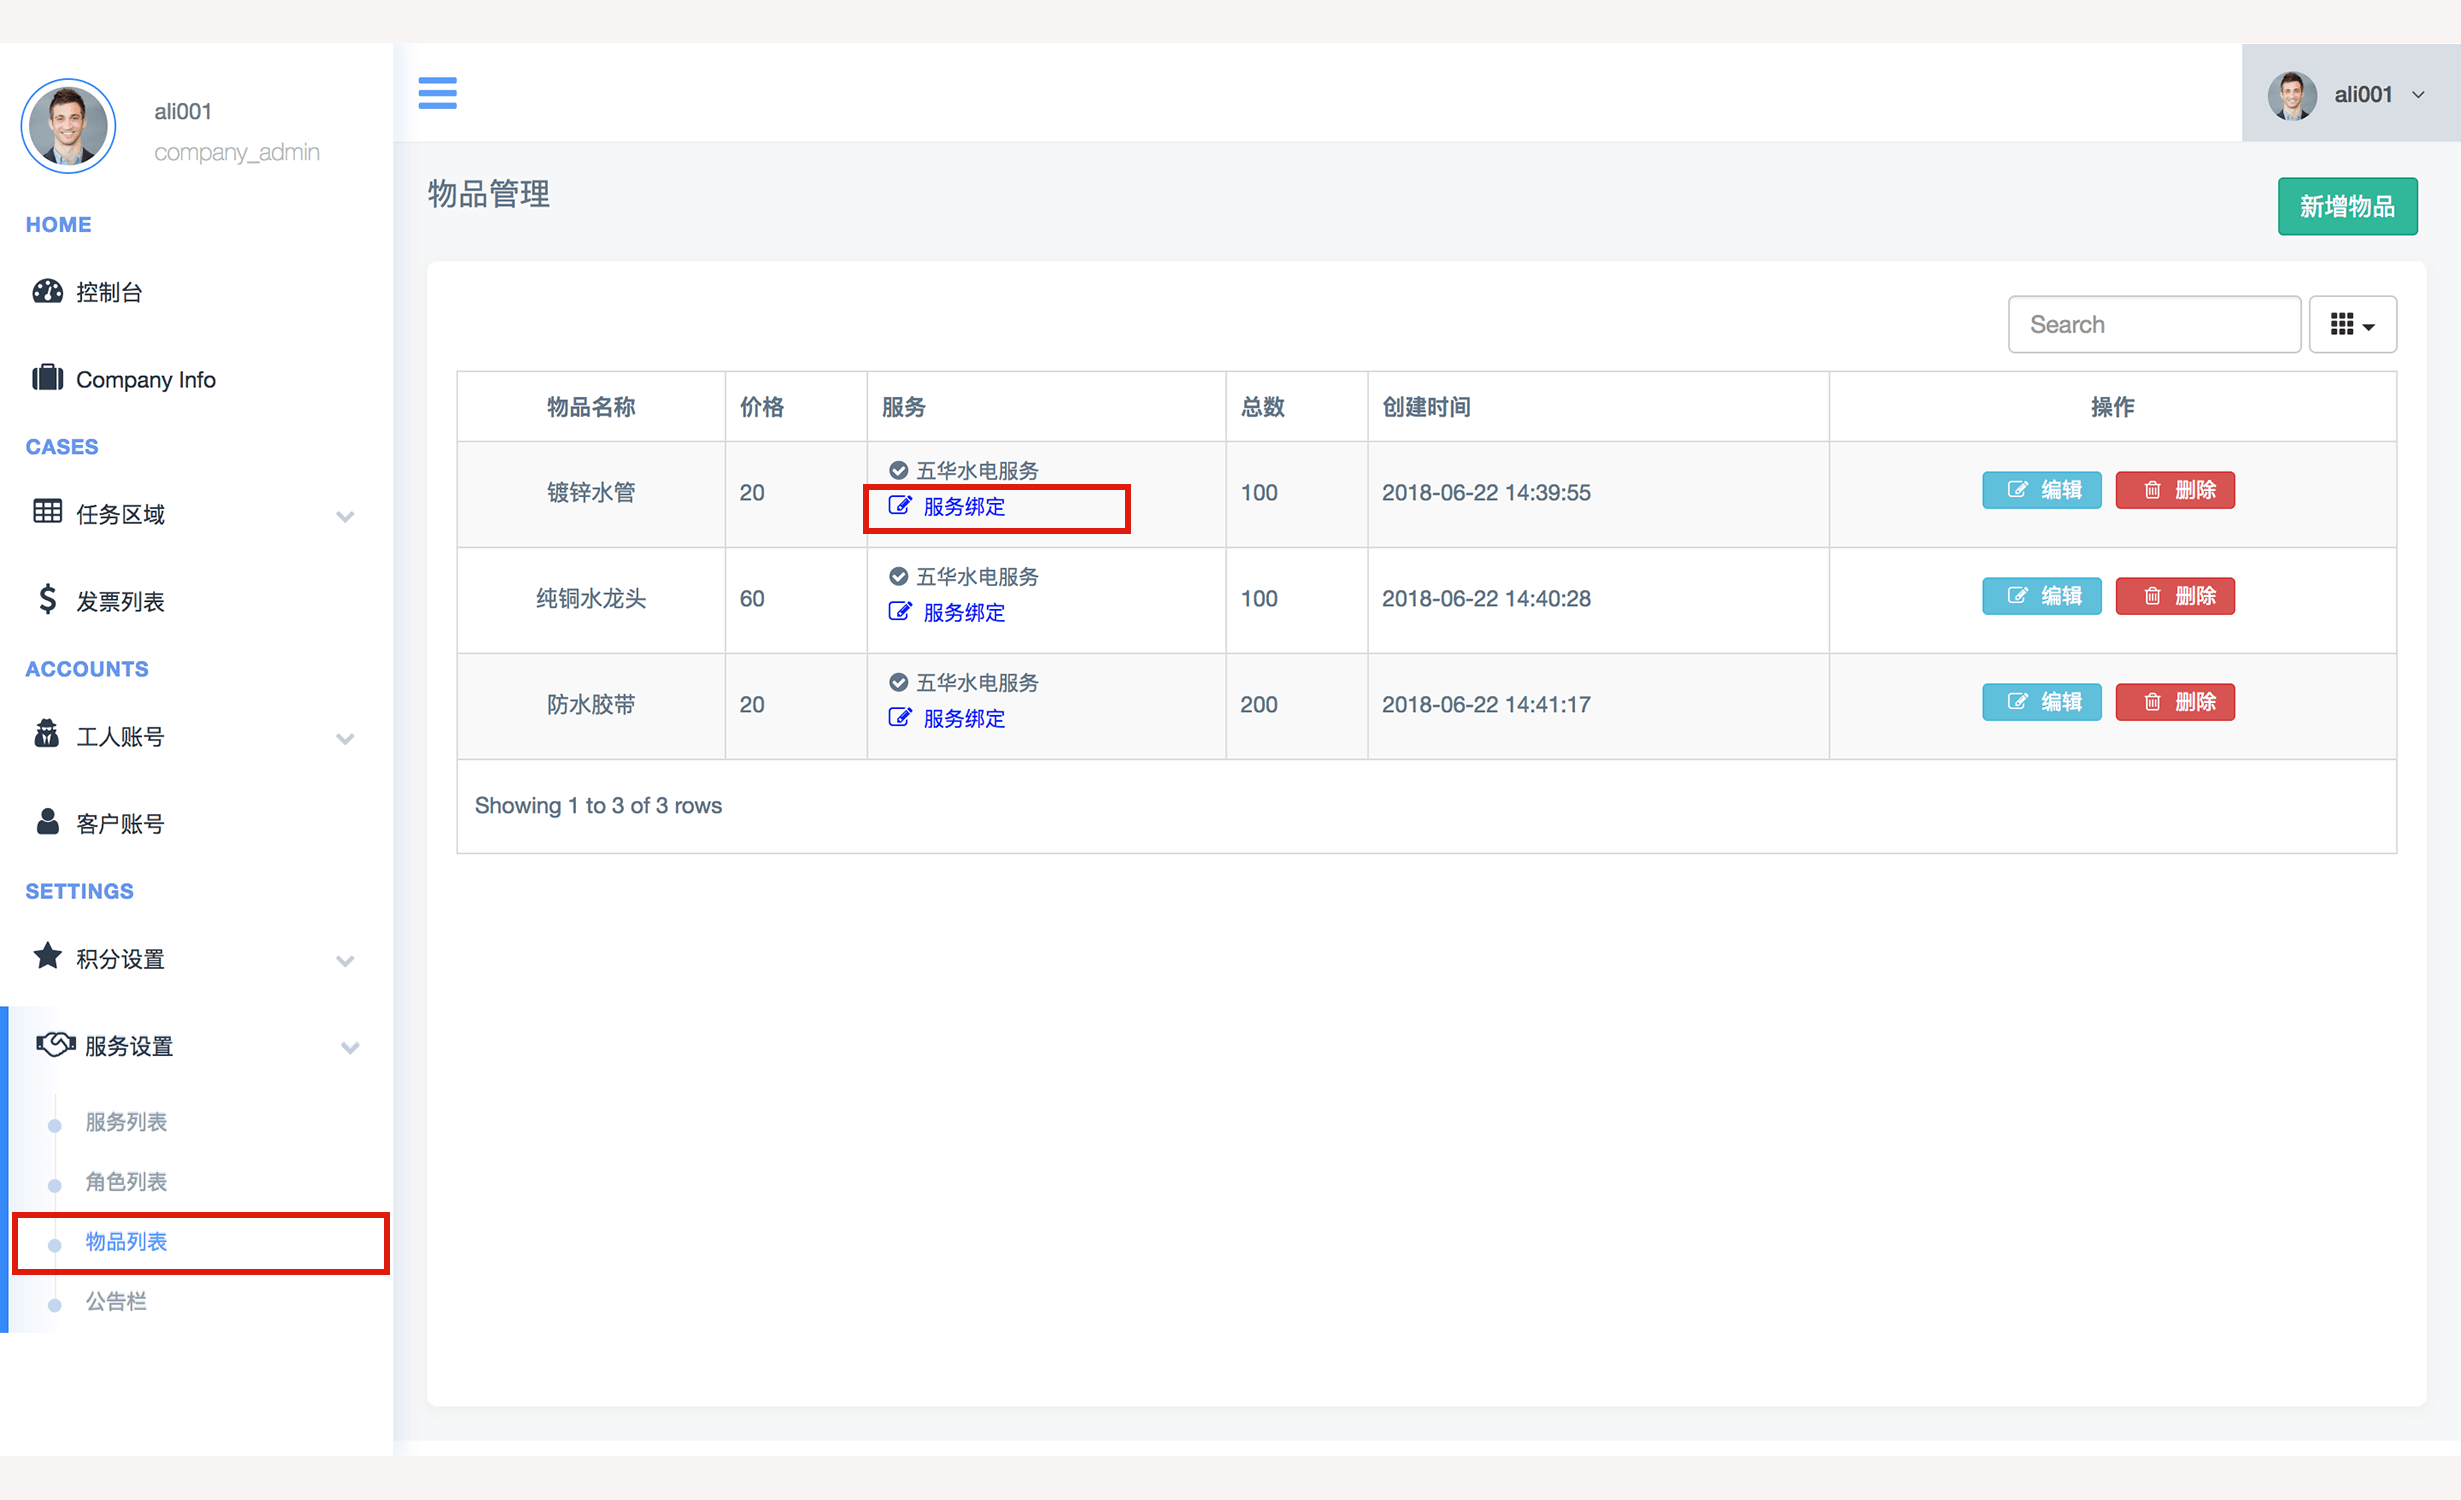 ali001
company_admin
HOME
控制台
Company Info
CASES
任务区域
发票列表
ACCOUNTS
工人账号
客户账号
SETTINGS
积分设置
服务设置
服务列表
角色列表
物品列表
公告栏
ali001
物品管理
新增物品
Search
物品名称 价格 服务 总数 创建时间 操作
镀锌水管 20 五华水电服务 100 2018-06-22 14:39:55 编辑 删除
服务绑定
纯铜水龙头 60 五华水电服务 100 2018-06-22 14:40:28 编辑 删除
服务绑定
防水胶带 20 五华水电服务 200 2018-06-22 14:41:17 编辑 删除
服务绑定
Showing 1 to 3 of 3 rows